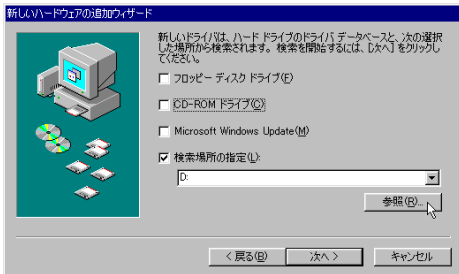 新しいハードウェアの追加ウィザード
新しいドライバは、ハード ドライブのドライバ データベースと、次の選択
した場所から検索されます。検索を開始するには、[次へ] をクリックし
てください。
フロッピー ディスク ドライブ(F)
CD-ROM ドライブ(C)
Microsoft Windows Update(M)
検索場所の指定(L):
D:
参照(R)...
< 戻る(B)
次へ >
キャンセル